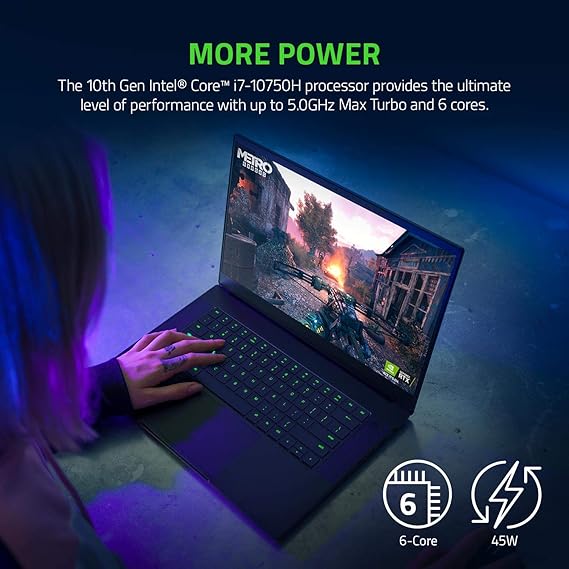 MORE POWER
The 10th Gen Intel® Core™ i7-10750H processor provides the ultimate
level of performance with up to 5.0GHz Max Turbo and 6 cores.
METRO
RTX
6
6-Core
45W